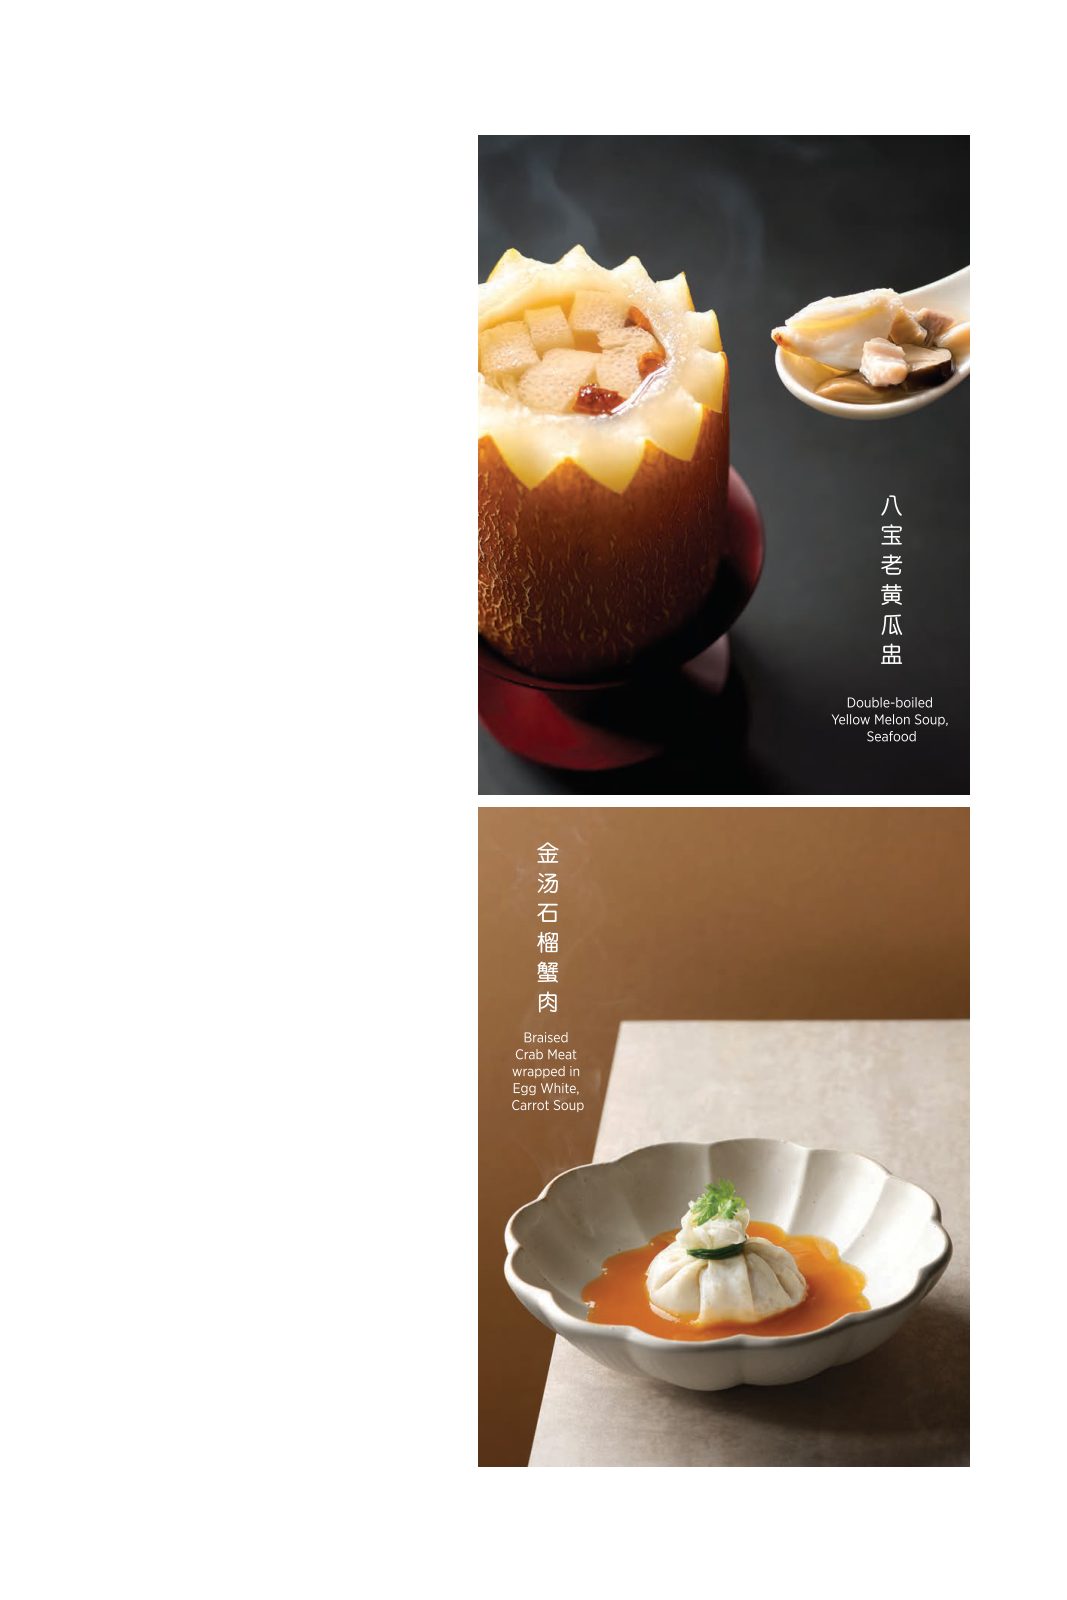 八宝老黄瓜盅
Double-boiled
Yellow Melon Soup,
Seafood
金汤石榴蟹肉
Braised
Crab Meat
wrapped in
Egg White,
Carrot Soup